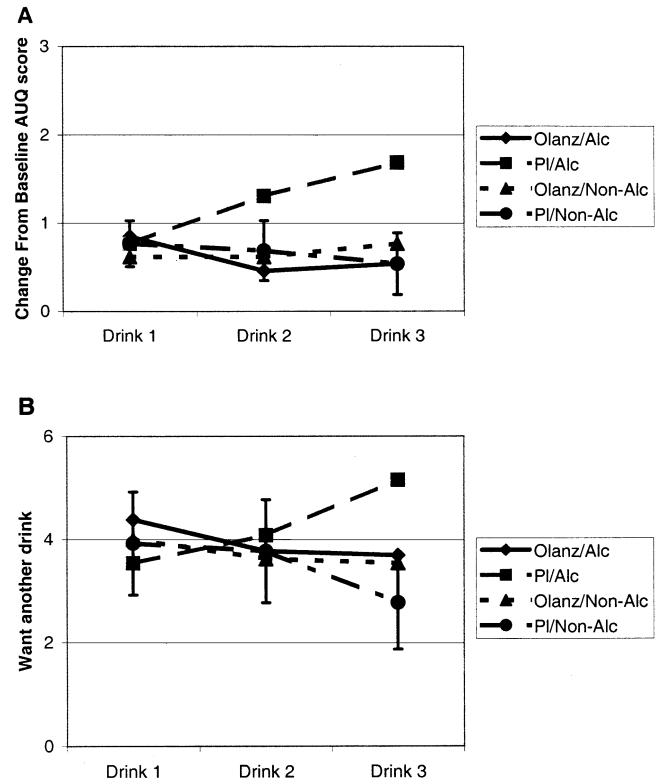 A
Change From Baseline AUQ score
3
2
1
0
Drink 1 Drink 2 Drink 3
Olanz/Alc
Pl/Alc
Olanz/Non-Alc
Pl/Non-Alc
B
Want another drink
6
4
2
0
Drink 1 Drink 2 Drink 3
Olanz/Alc
Pl/Alc
Olanz/Non-Alc
Pl/Non-Alc